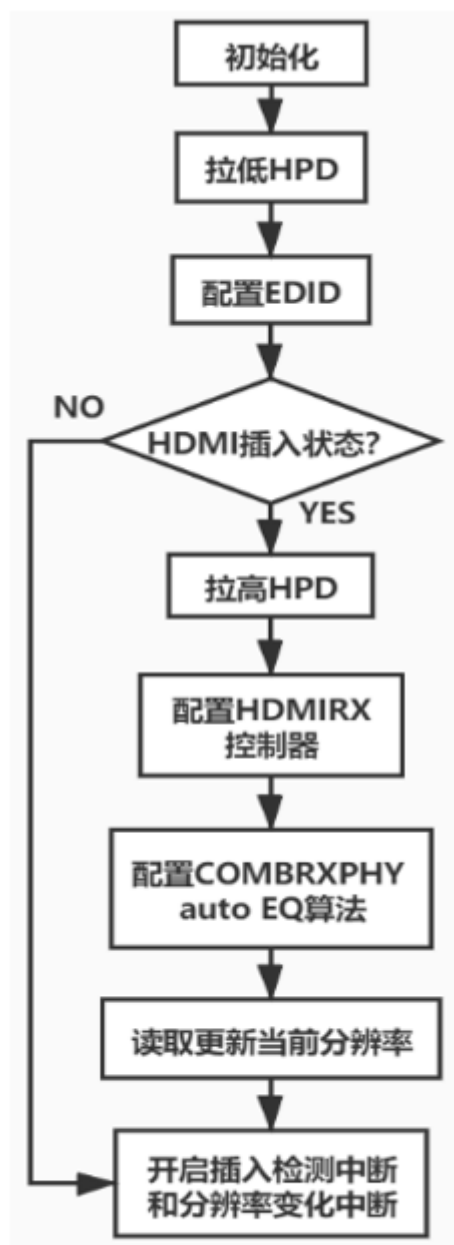 初始化
拉低HPD
配置EDID
NO
HDMI插入状态?
YES
拉高HPD
配置HDMIRX
控制器
配置COMBRXPHY
auto EQ算法
读取更新当前分辨率
开启插入检测中断
和分辨率变化中断